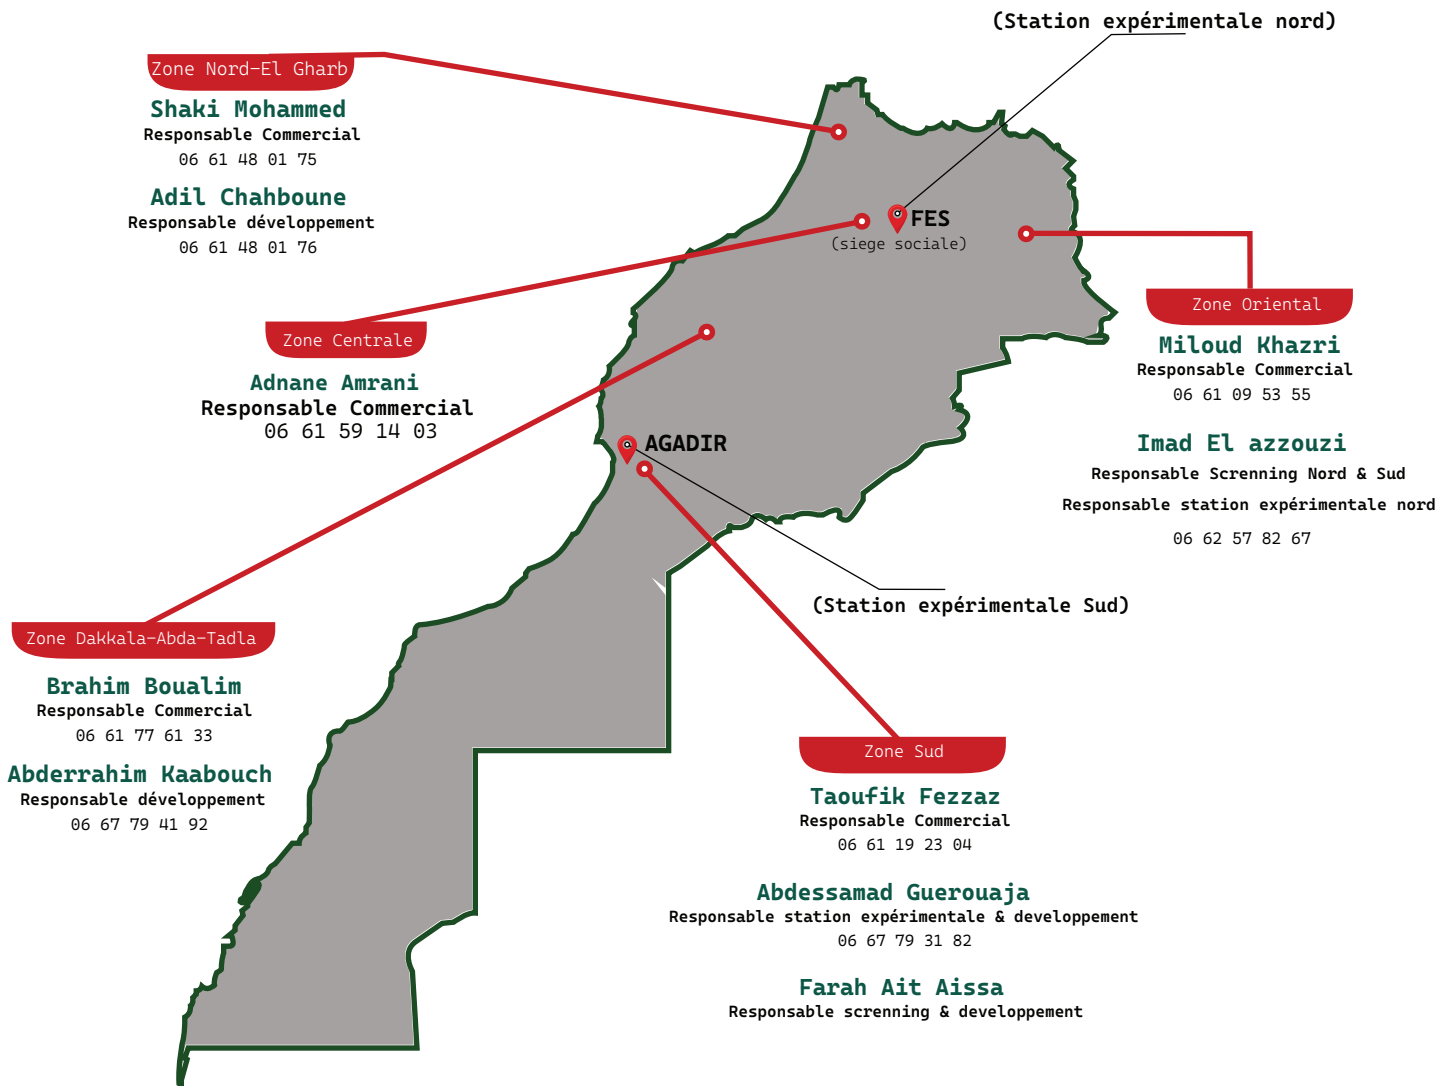 (Station expérimentale nord)
Zone Nord-El Gharb
Shaki Mohammed
Responsable Commercial
06 61 48 01 75
Adil Chahboune
Responsable développement
06 61 48 01 76
FES
(siege sociale)
Zone Oriental
Miloud Khazri
Responsable Commercial
06 61 09 53 55
Imad El azzouzi
Responsable Screnning Nord & Sud
Responsable station expérimentale nord
06 62 57 82 67
Zone Centrale
Adnane Amrani
Responsable Commercial
06 61 59 14 03
AGADIR
(Station expérimentale Sud)
Zone Dakkala-Abda-Tadla
Brahim Boualim
Responsable Commercial
06 61 77 61 33
Abderrahim Kaabouch
Responsable développement
06 67 79 41 92
Zone Sud
Taoufik Fezzaz
Responsable Commercial
06 61 19 23 04
Abdessamad Guerouaja
Responsable station expérimentale & developpement
06 67 79 31 82
Farah Ait Aissa
Responsable screnning & developpement